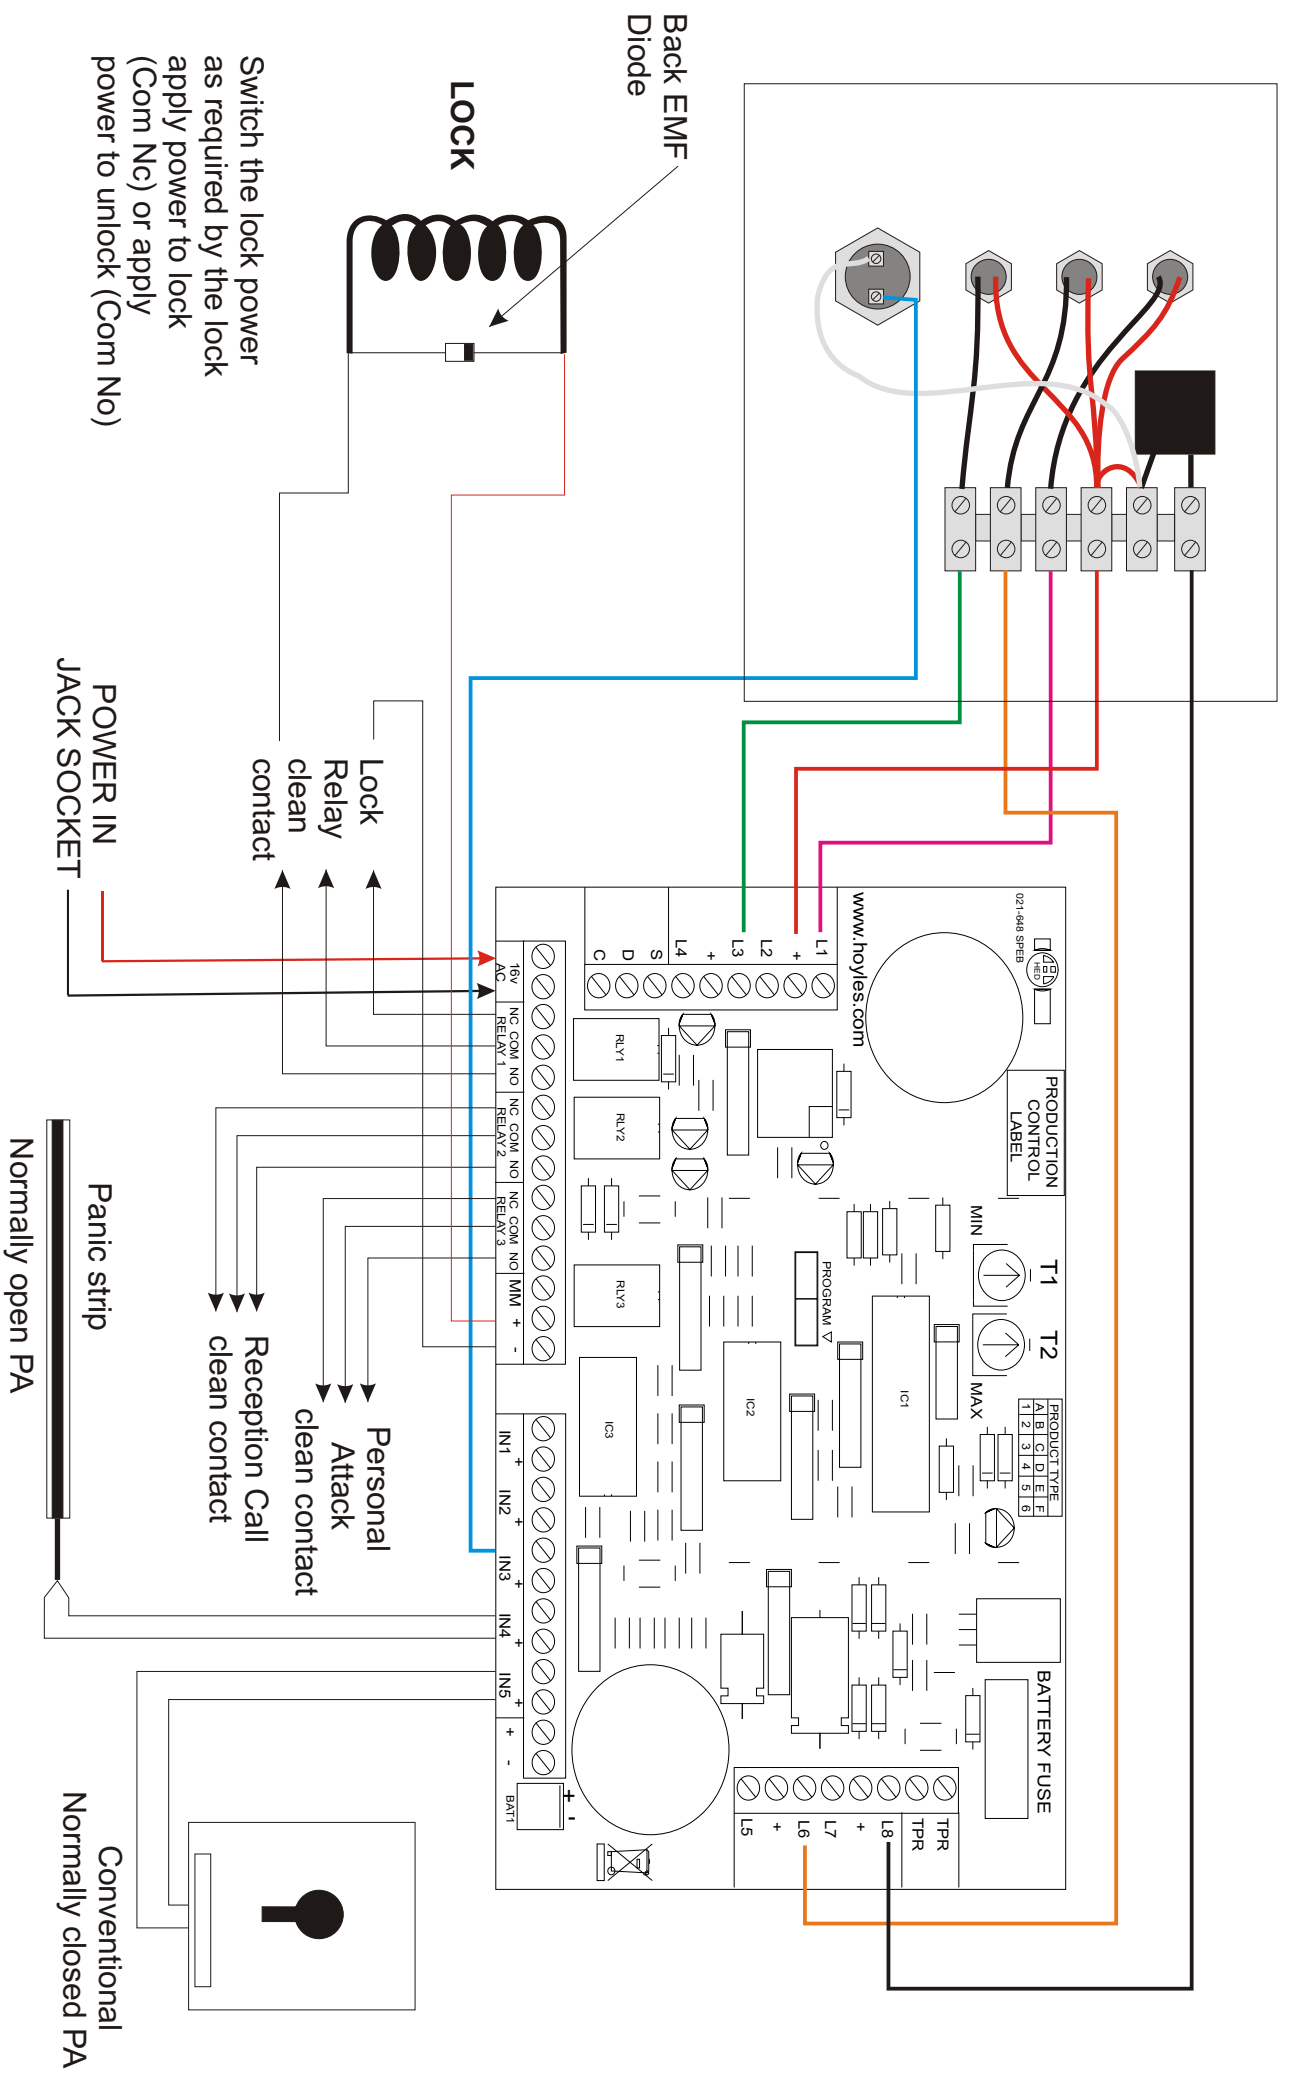 Back EMF
Diode
LOCK
Switch the lock power
as required by the lock
apply power to lock
(Com Nc) or apply
power to unlock (Com No)
Lock
Relay
clean
contact
POWER IN
JACK SOCKET
021-648 SPEB
HED
www.hoyles.com
PRODUCTION
CONTROL
LABEL
L1
+
L2
L3
+
L4
S
D
C
MIN
T1
T2
MAX
PROGRAM
PRODUCT TYPE
A B C D E F
1 2 3 4 5 6
RLY1
RLY2
RLY3
IC1
IC2
IC3
BATTERY FUSE
TPR
TPR
L8
+
L7
L6
+
L5
16v
AC
NC COM NO
RELAY 1
NC COM NO
RELAY 2
NC COM NO
RELAY 3
MM + -
IN1 +
IN2 +
IN3 +
IN4 +
IN5 +
+ -
+ -
BAT1
Personal
Attack
clean contact
Reception Call
clean contact
Panic strip
Normally open PA
Conventional
Normally closed PA